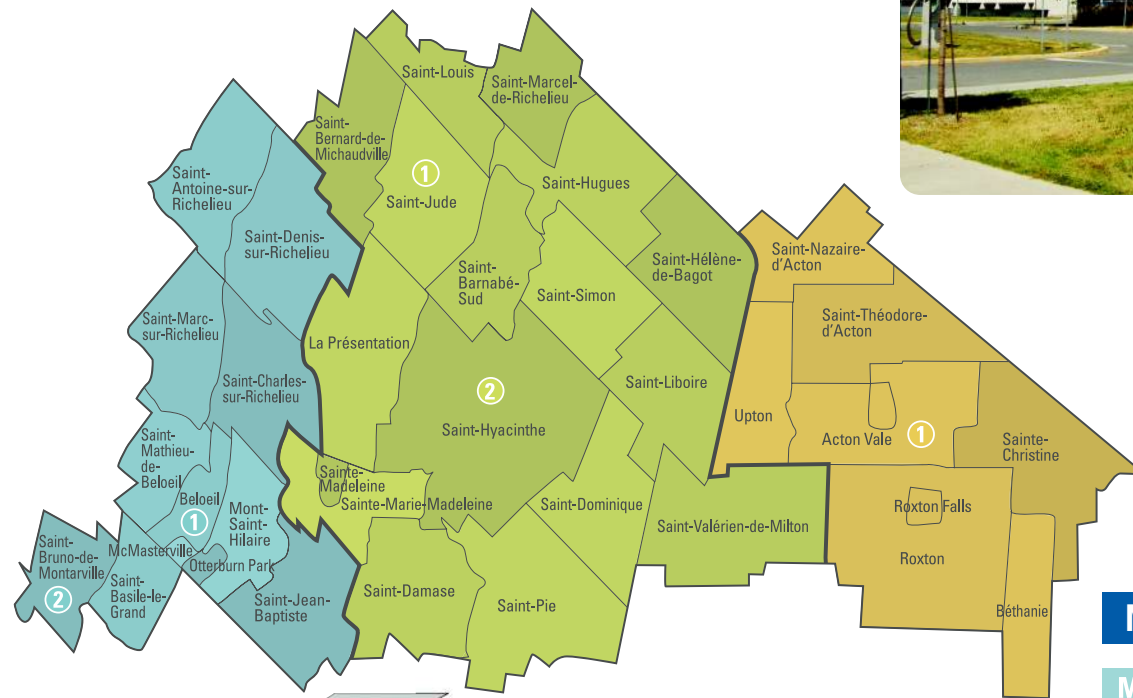 Saint-Louis
Saint-Marcel-
de-Richelieu
Saint-
Bernard-de-
Michaudville
①
Saint-Jude
Saint-
Antoine-sur-
Richelieu
Saint-Hugues
Saint-Denis-
sur-Richelieu
Saint-Nazaire-
d'Acton
Saint-Hélène-
de-Bagot
Saint-
Barnabé-
Sud
Saint-Simon
Saint-Marc-
sur-Richelieu
Saint-Théodore-
d'Acton
La Présentation
Saint-Charles-
sur-Richelieu
②
Saint-Hyacinthe
Saint-Liboire
Upton
Acton Vale
①
Sainte-
Christine
Saint-
Mathieu-
de-
Beloeil
Sainte-
Madeleine
Sainte-Marie-Madeleine
Saint-Dominique
Beloeil
①
Mont-
Saint-
Hilaire
Roxton Falls
Saint-Valérien-de-Milton
Saint-
Bruno-de-
Montarville
②
McMasterville
Otterburn Park
Roxton
Saint-
Basile-le-
Grand
Saint-Jean-
Baptiste
Saint-Damase
Saint-Pie
Béthanie